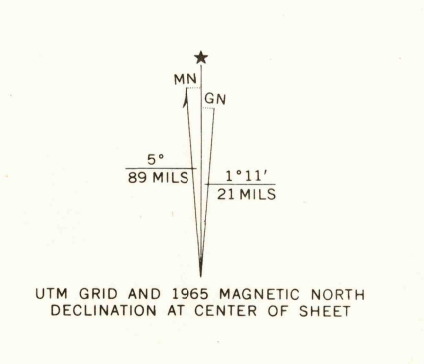 MN
GN
5°
89 MILS
1°11'
21 MILS
UTM GRID AND 1965 MAGNETIC NORTH
DECLINATION AT CENTER OF SHEET